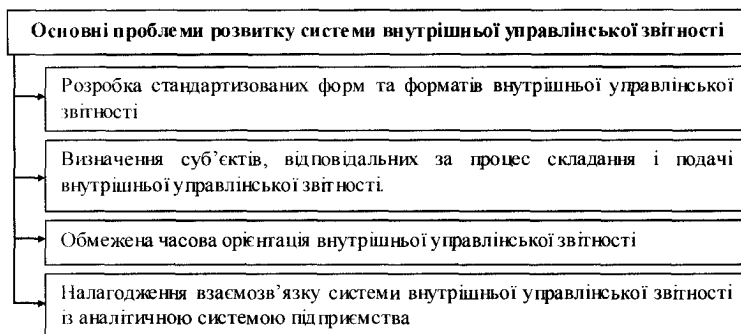 Основні проблеми розвитку системи внутрішньої управлінської звітності
Розробка стандартизованих форм та форматів внутрішньої управлінської
звітності
Визначення суб’єктів, відповідальних за процес складання і подачі
внутрішньої управлінської звітності.
Обмежена часова орієнтація внутрішньої управлінської звітності
Налагодження взаємозв’язку системи внутрішньої управлінської звітності
із аналітичною системою підприємства